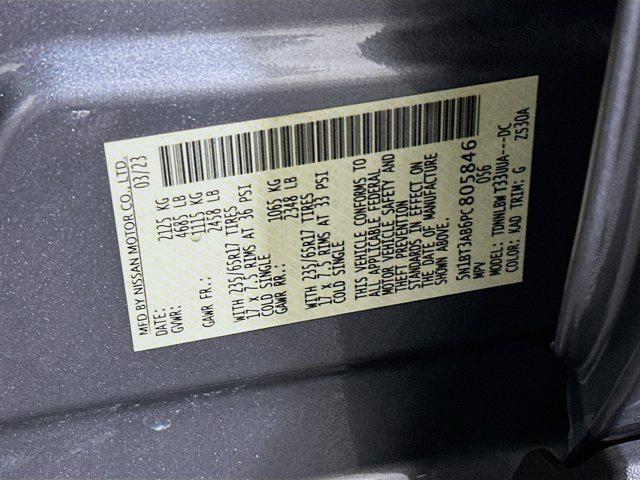 MFD BY NISSAN MOTOR CO., LTD.
DATE: 03/23
GVWR: 2125 KG
4685 LB
GAWR FR.: 1115 KG
2458 LB
WITH 235/65R17 TIRES
17 X 7.5 RIMS AT 36 PSI
COLD SINGLE
GAWR RR.: 1065 KG
2348 LB
WITH 235/65R17 TIRES
17 X 7.5 RIMS AT 33 PSI
COLD SINGLE
THIS VEHICLE CONFORMS TO
ALL APPLICABLE FEDERAL
MOTOR VEHICLE SAFETY AND
THEFT PREVENTION
STANDARDS IN EFFECT ON
THE DATE OF MANUFACTURE
SHOWN ABOVE.
5N1BT3AB6PC805846
MPV 056
MODEL: TDNNLBW T33UUA---DC
COLOR: KAD TRIM: G ZS30A